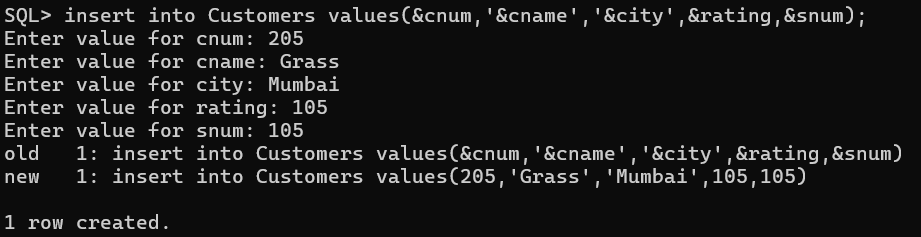 SQL> insert into Customers values(&cnum,'&cname','&city',&rating,&snum);
Enter value for cnum: 205
Enter value for cname: Grass
Enter value for city: Mumbai
Enter value for rating: 105
Enter value for snum: 105
old   1: insert into Customers values(&cnum,'&cname','&city',&rating,&snum)
new   1: insert into Customers values(205,'Grass','Mumbai',105,105)
1 row created.